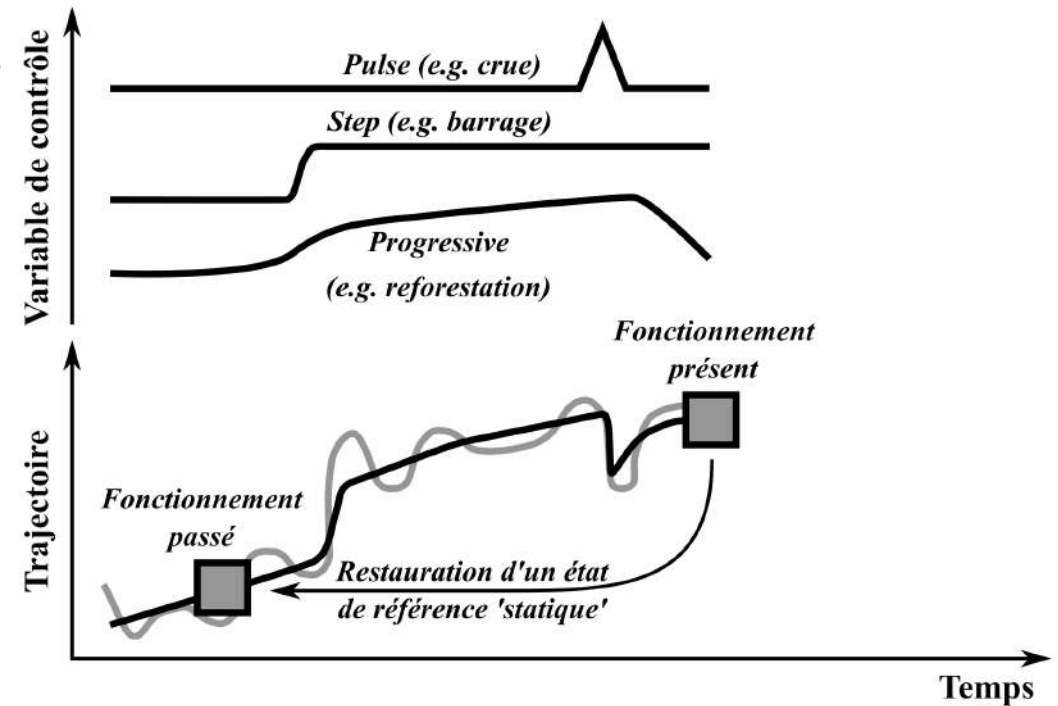 Variable de contrôle
Pulse (e.g. crue)
Step (e.g. barrage)
Progressive
(e.g. reforestation)
Trajectoire
Fonctionnement
présent
Fonctionnement
passé
Restauration d'un état
de référence 'statique'
Temps